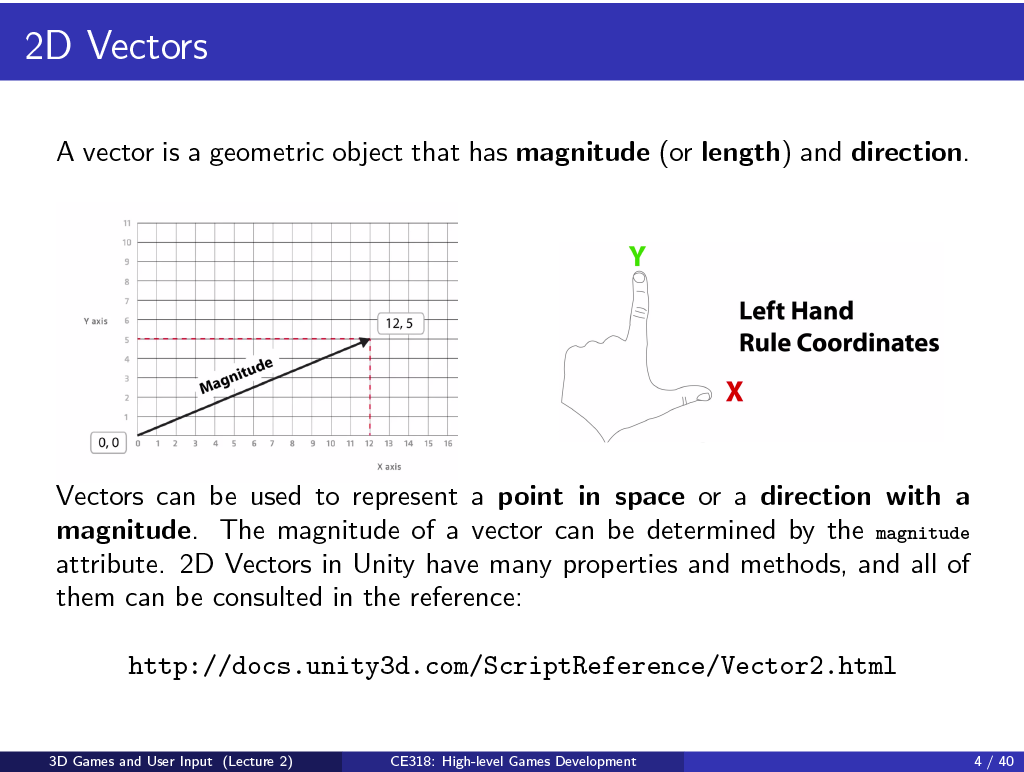 2D Vectors
A vector is a geometric object that has magnitude (or length) and direction.
11
10
9
8
7
Y axis 6
5
4
3
2
1
12, 5
Magnitude
0, 0
0 1 2 3 4 5 6 7 8 9 10 11 12 13 14 15 16
X axis
Y
Left Hand
Rule Coordinates
X
Vectors can be used to represent a point in space or a direction with a
magnitude. The magnitude of a vector can be determined by the magnitude
attribute. 2D Vectors in Unity have many properties and methods, and all of
them can be consulted in the reference:
http://docs.unity3d.com/ScriptReference/Vector2.html
3D Games and User Input (Lecture 2) CE318: High-level Games Development 4 / 40